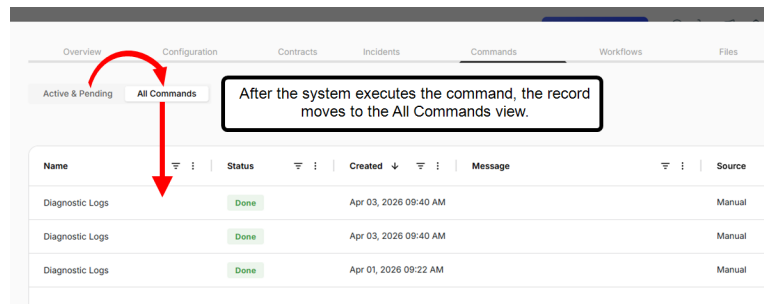 Overview Configuration Contracts Incidents Commands Workflows Files
Active & Pending All Commands
After the system executes the command, the record
moves to the All Commands view.
Name Status Created Message Source
Diagnostic Logs Done Apr 03, 2026 09:40 AM Manual
Diagnostic Logs Done Apr 03, 2026 09:40 AM Manual
Diagnostic Logs Done Apr 01, 2026 09:22 AM Manual